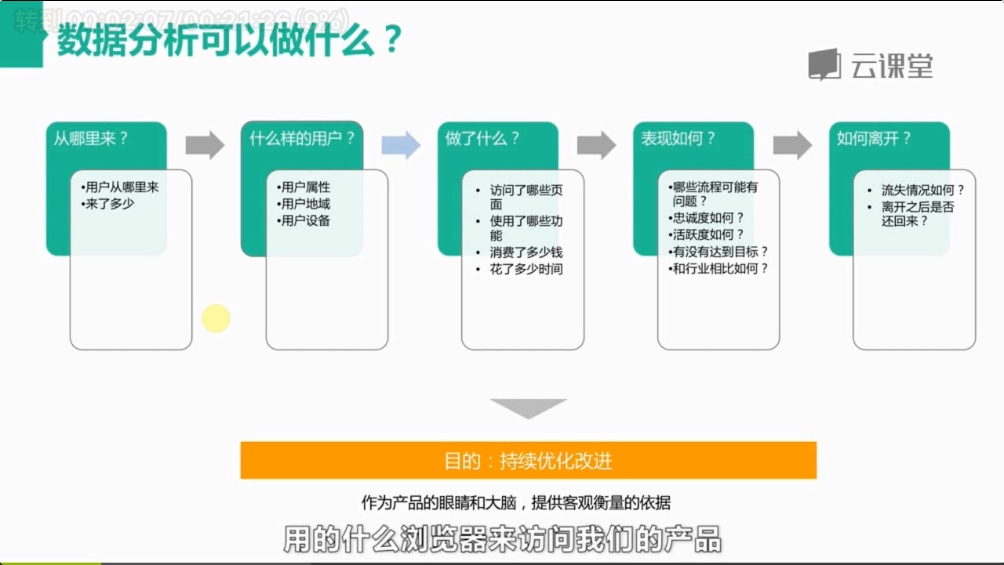 转到 00:02:07/00:21:26 (9%)
数据分析可以做什么？
云课堂
从哪里来？
•用户从哪里来
•来了多少
什么样的用户？
•用户属性
•用户地域
•用户设备
做了什么？
• 访问了哪些页
面
• 使用了哪些功
能
• 消费了多少钱
• 花了多少时间
表现如何？
•哪些流程可能有
问题？
•忠诚度如何？
•活跃度如何？
•有没有达到目标？
•和行业相比如何？
如何离开？
• 流失情况如何？
• 离开之后是否
还回来？
目的：持续优化改进
作为产品的眼睛和大脑，提供客观衡量的依据
用的什么浏览器来访问我们的产品